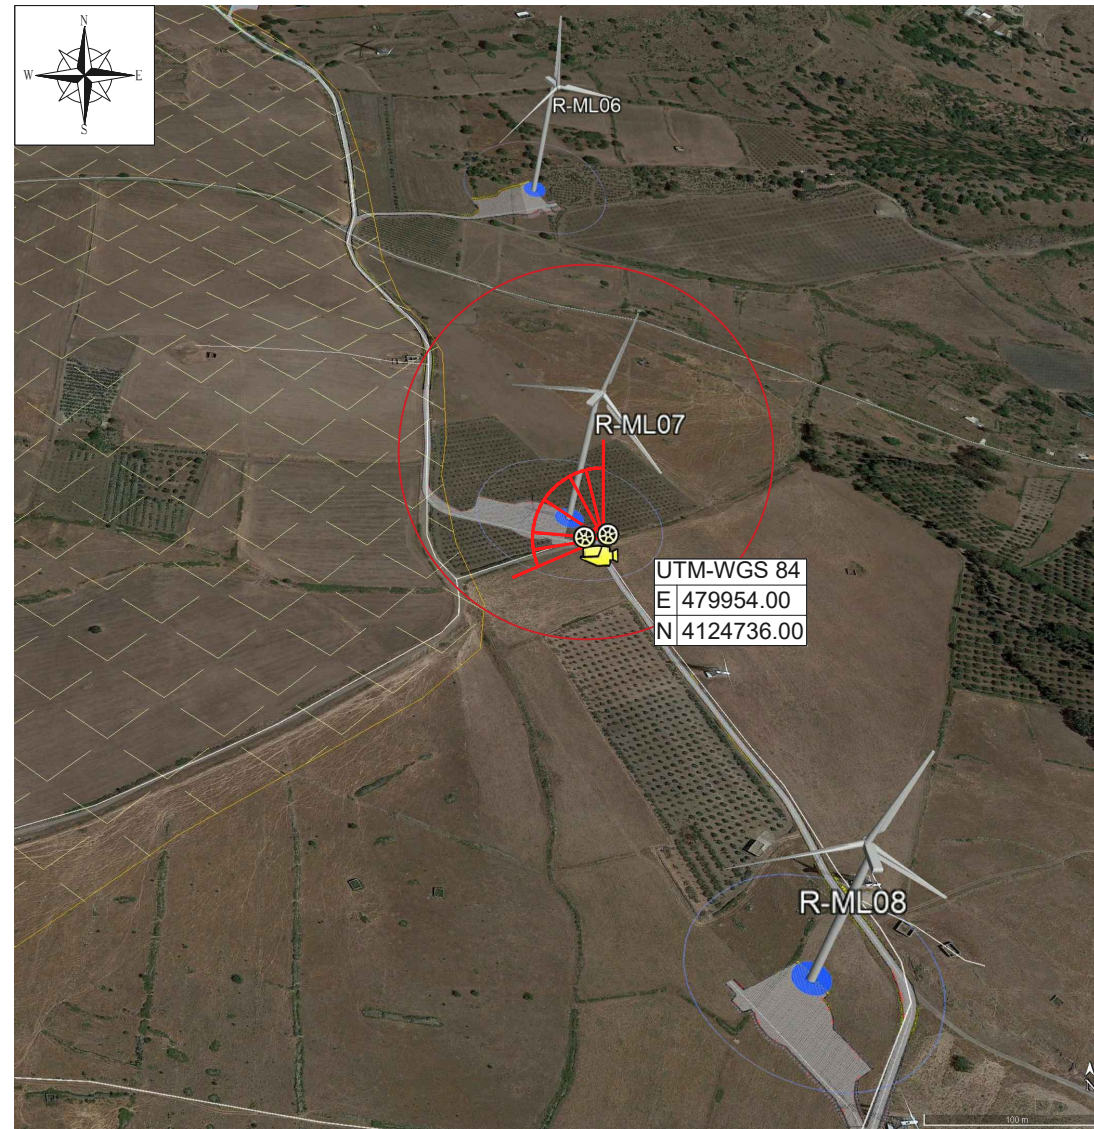 N
W E
S
R-ML06
R-ML07
UTM-WGS 84
E 479954.00
N 4124736.00
R-ML08
N
100 m